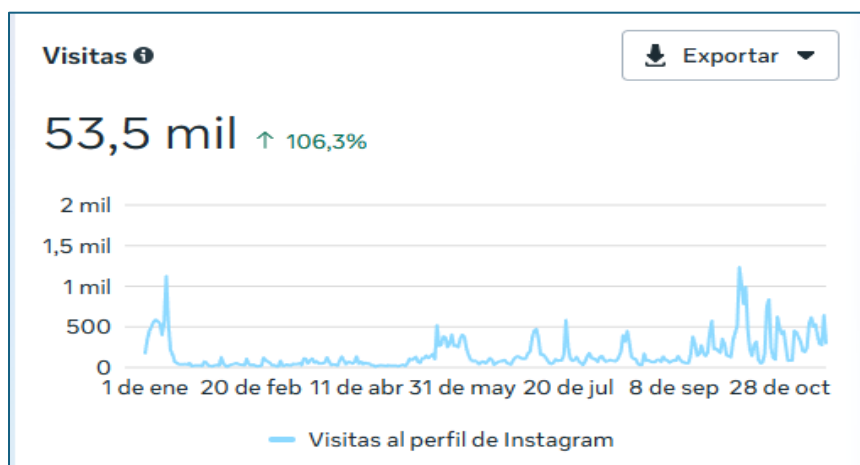 Visitas
Exportar
53,5 mil ↑ 106,3%
2 mil
1,5 mil
1 mil
500
0
1 de ene 20 de feb 11 de abr 31 de may 20 de jul 8 de sep 28 de oct
Visitas al perfil de Instagram